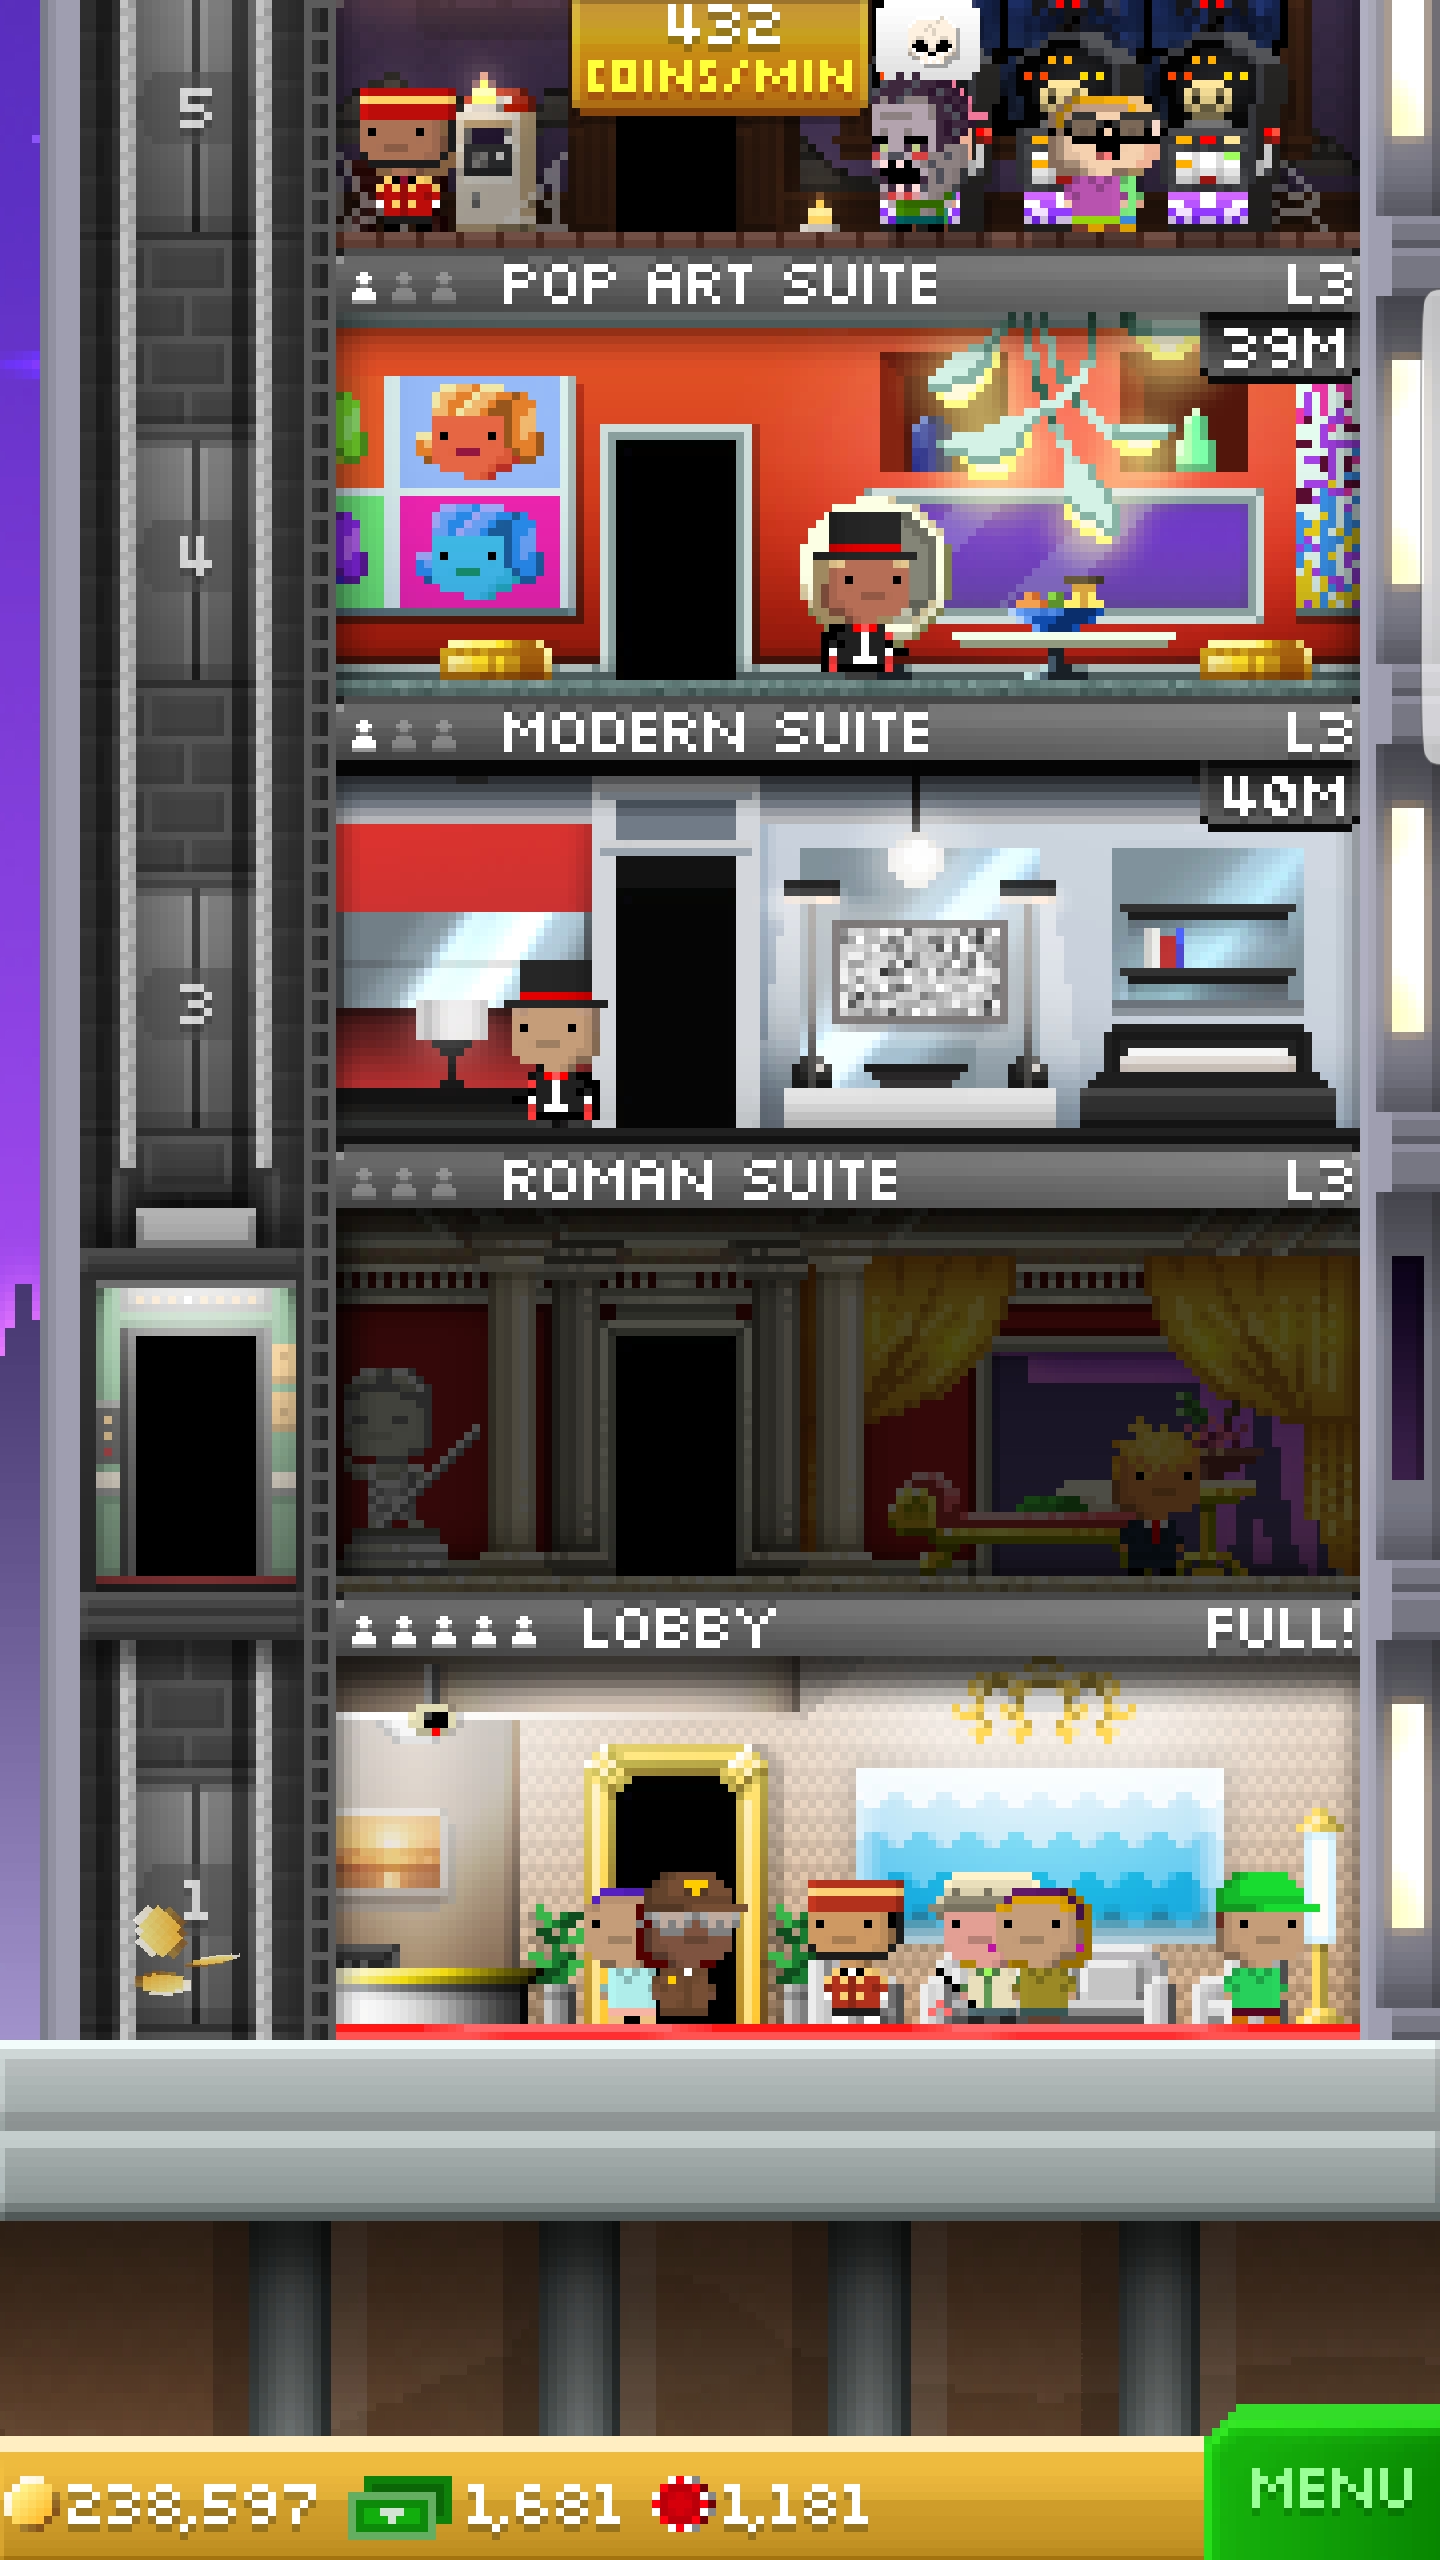 432
COINS/MIN
5
POP ART SUITE L3
39M
4
MODERN SUITE L3
40M
3
ROMAN SUITE L3
LOBBY FULL!
1
238,597 1,681 1,181 MENU